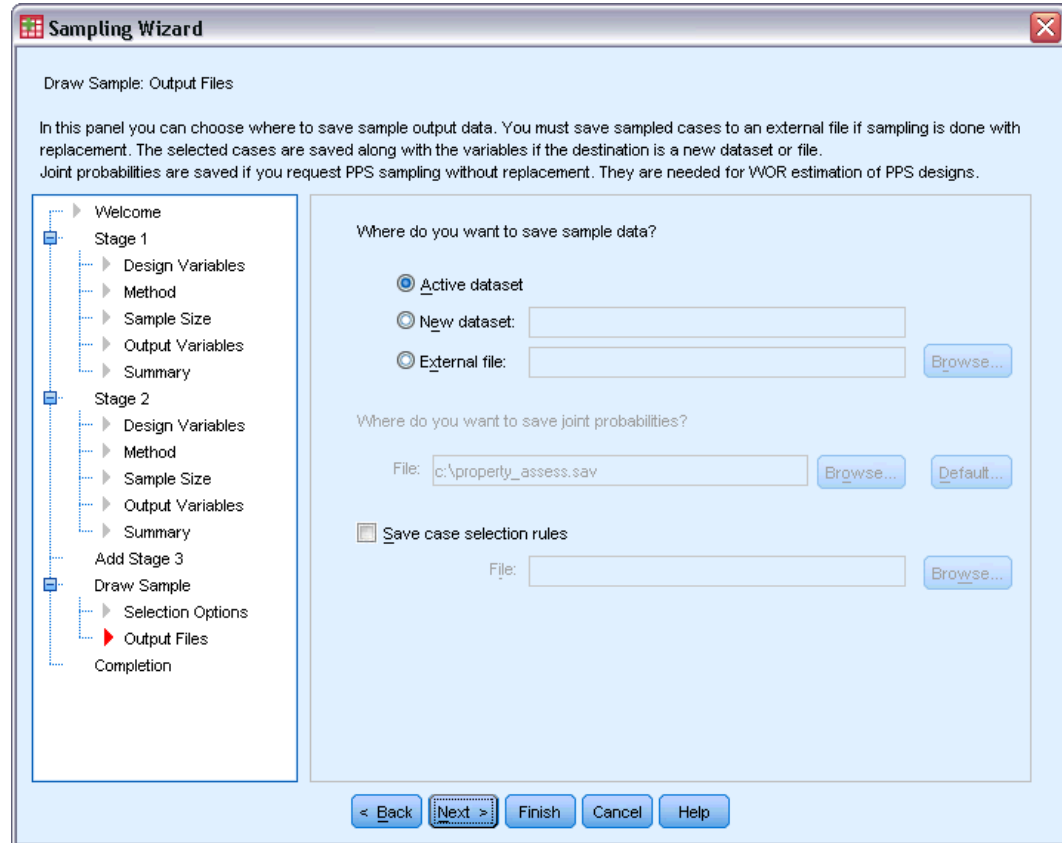 Sampling Wizard
Draw Sample: Output Files
In this panel you can choose where to save sample output data. You must save sampled cases to an external file if sampling is done with
replacement. The selected cases are saved along with the variables if the destination is a new dataset or file.
Joint probabilities are saved if you request PPS sampling without replacement. They are needed for WOR estimation of PPS designs.
Welcome
Stage 1
Design Variables
Method
Sample Size
Output Variables
Summary
Stage 2
Design Variables
Method
Sample Size
Output Variables
Summary
Add Stage 3
Draw Sample
Selection Options
Output Files
Completion
Where do you want to save sample data?
Active dataset
New dataset:
External file:
Browse...
Where do you want to save joint probabilities?
File: c:\property_assess.sav Browse... Default...
Save case selection rules
File:
Browse...
< Back Next > Finish Cancel Help